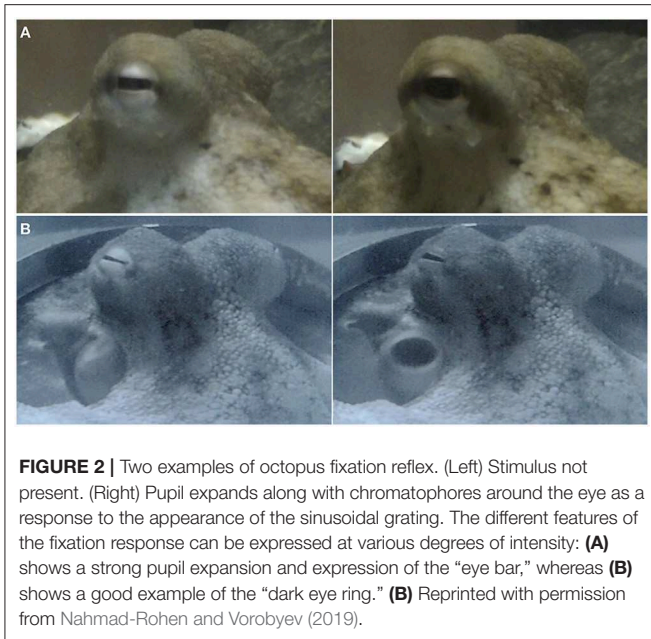 A
B
FIGURE 2 | Two examples of octopus fixation reflex. (Left) Stimulus not
present. (Right) Pupil expands along with chromatophores around the eye as a
response to the appearance of the sinusoidal grating. The different features of
the fixation response can be expressed at various degrees of intensity: (A)
shows a strong pupil expansion and expression of the “eye bar,” whereas (B)
shows a good example of the “dark eye ring.” (B) Reprinted with permission
from Nahmad-Rohen and Vorobyev (2019).